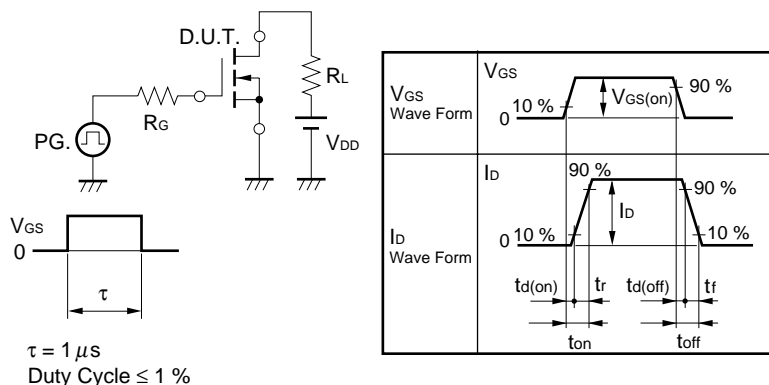 D.U.T.
RL
RG
PG.
VDD
VGS
0
τ
τ = 1 μs
Duty Cycle ≤ 1 %
VGS
Wave Form
VGS
10 %
0
VGS(on)
90 %
ID
Wave Form
ID
90 %
90 %
ID
0
10 %
10 %
td(on)
tr
td(off)
tf
ton
toff